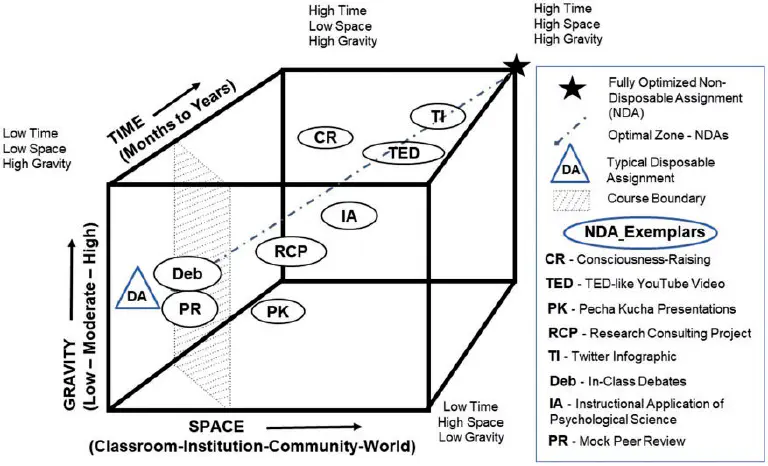 High Time
Low Space
High Gravity
High Time
High Space
High Gravity
Low Time
Low Space
High Gravity
TIME
(Months to Years)
TI
CR
TED
IA
RCP
Deb
DA
PR
PK
GRAVITY
(Low – Moderate – High)
SPACE
(Classroom-Institution-Community-World)
Low Time
High Space
Low Gravity
Fully Optimized Non-
Disposable Assignment
(NDA)
Optimal Zone - NDAs
DA
Typical Disposable
Assignment
Course Boundary
NDA_Exemplars
CR - Consciousness-Raising
TED - TED-like YouTube Video
PK - Pecha Kucha Presentations
RCP - Research Consulting Project
TI - Twitter Infographic
Deb - In-Class Debates
IA - Instructional Application of
Psychological Science
PR - Mock Peer Review